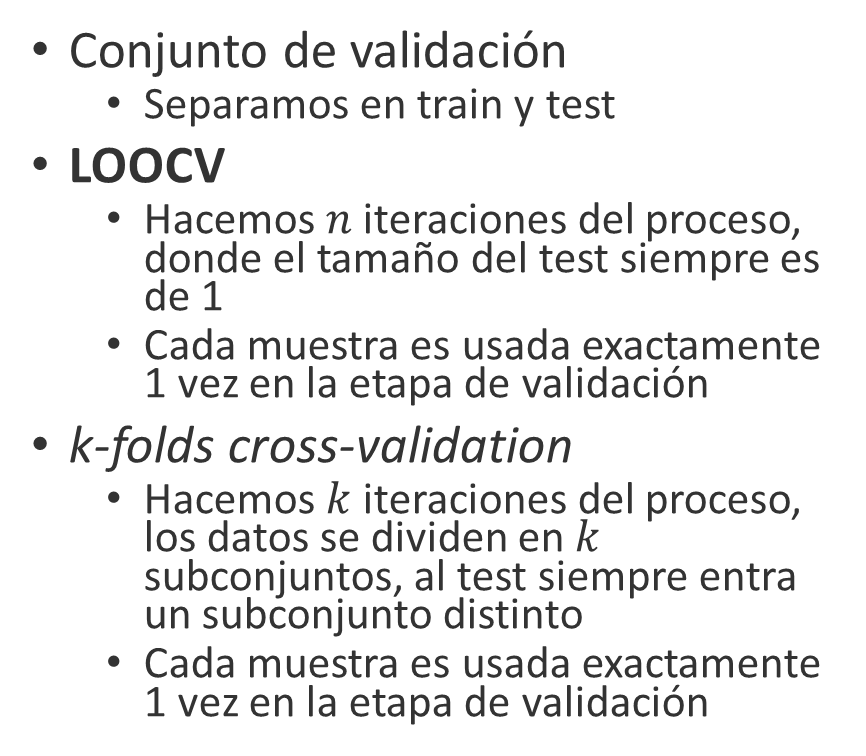 • Conjunto de validación
• Separamos en train y test
• LOOCV
• Hacemos n iteraciones del proceso,
donde el tamaño del test siempre es
de 1
• Cada muestra es usada exactamente
1 vez en la etapa de validación
• k-folds cross-validation
• Hacemos k iteraciones del proceso,
los datos se dividen en k
subconjuntos, al test siempre entra
un subconjunto distinto
• Cada muestra es usada exactamente
1 vez en la etapa de validación